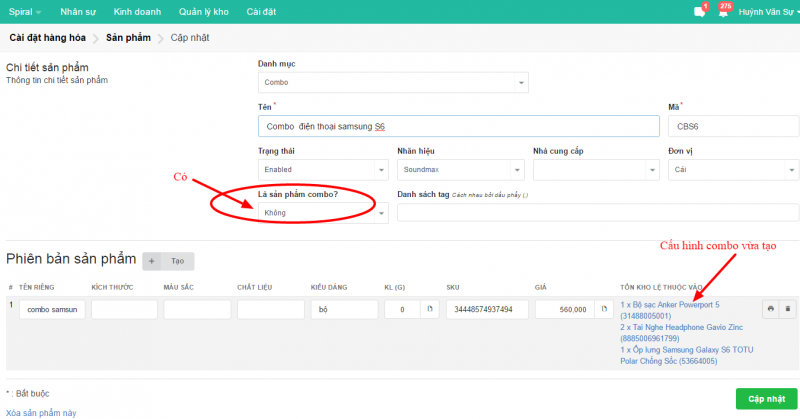 Spiral Nhân sự Kinh doanh Quản lý kho Cài đặt 1 275 Huỳnh Văn Sự
Cài đặt hàng hóa Sản phẩm Cập nhật
Chi tiết sản phẩm
Thông tin chi tiết sản phẩm
Danh mục
Combo
Tên * Mã *
Combo điện thoại samsung S6 CBS6
Trạng thái Nhãn hiệu Nhà cung cấp Đơn vị
Enabled Soundmax Cái
Có
Là sản phẩm combo? Danh sách tag Cách nhau bởi dấu phẩy (,)
Không
Cấu hình combo vừa tạo
Phiên bản sản phẩm + Tạo
# TÊN RIÊNG KÍCH THƯỚC MÀU SẮC CHẤT LIỆU KIỂU DÁNG KL (G) SKU GIÁ TỒN KHO LỆ THUỘC VÀO
1 combo samsun bộ 0 34448574937494 560,000 1 x Bộ sạc Anker Powerport 5
(31488005001)
2 x Tai Nghe Headphone Gavio Zinc
(8885006961799)
1 x Ốp lưng Samsung Galaxy S6 TOTU
Polar Chống Sốc (53664005)
* : Bắt buộc
Cập nhật
Xóa sản phẩm này